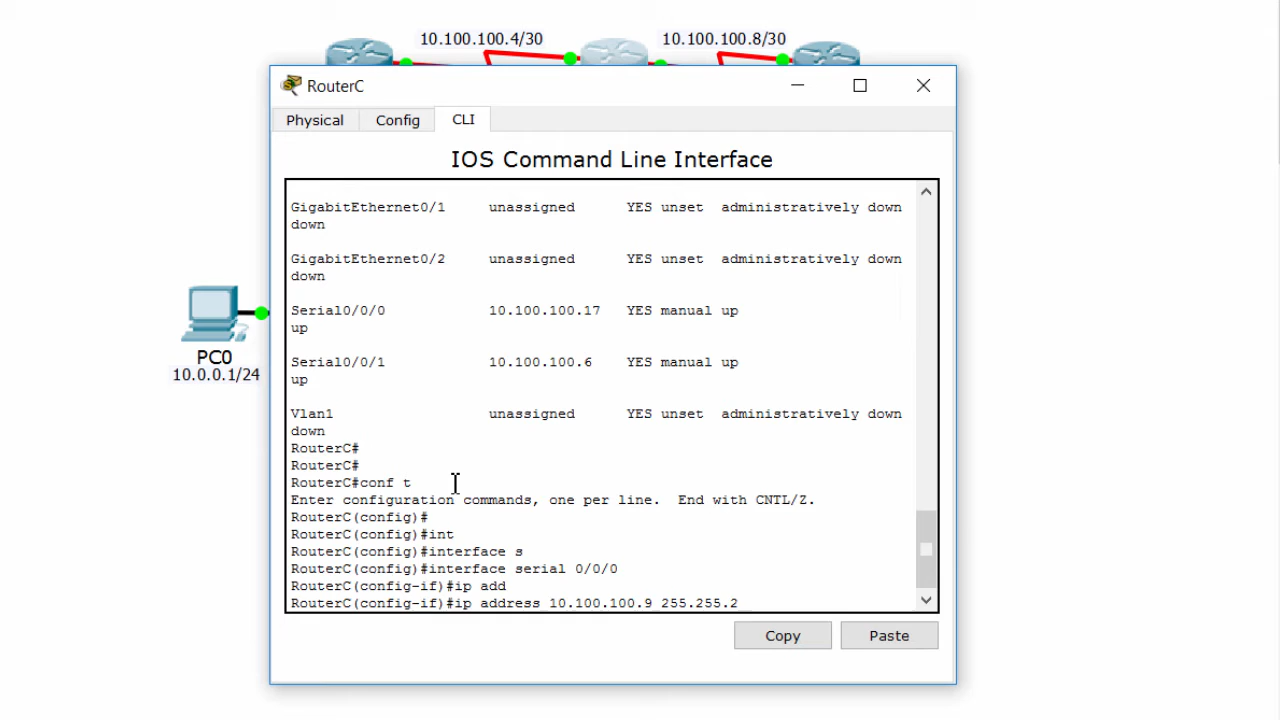 10.100.100.4/30
10.100.100.8/30
RouterC
Physical
Config
CLI
IOS Command Line Interface
GigabitEthernet0/1 unassigned YES unset administratively down
down
GigabitEthernet0/2 unassigned YES unset administratively down
down
Serial0/0/0 10.100.100.17 YES manual up
up
Serial0/0/1 10.100.100.6 YES manual up
up
Vlan1 unassigned YES unset administratively down
down
RouterC#
RouterC#
RouterC#conf t
Enter configuration commands, one per line. End with CNTL/Z.
RouterC(config)#
RouterC(config)#int
RouterC(config)#interface s
RouterC(config)#interface serial 0/0/0
RouterC(config-if)#ip add
RouterC(config-if)#ip address 10.100.100.9 255.255.2
Copy
Paste
PC0
10.0.0.1/24